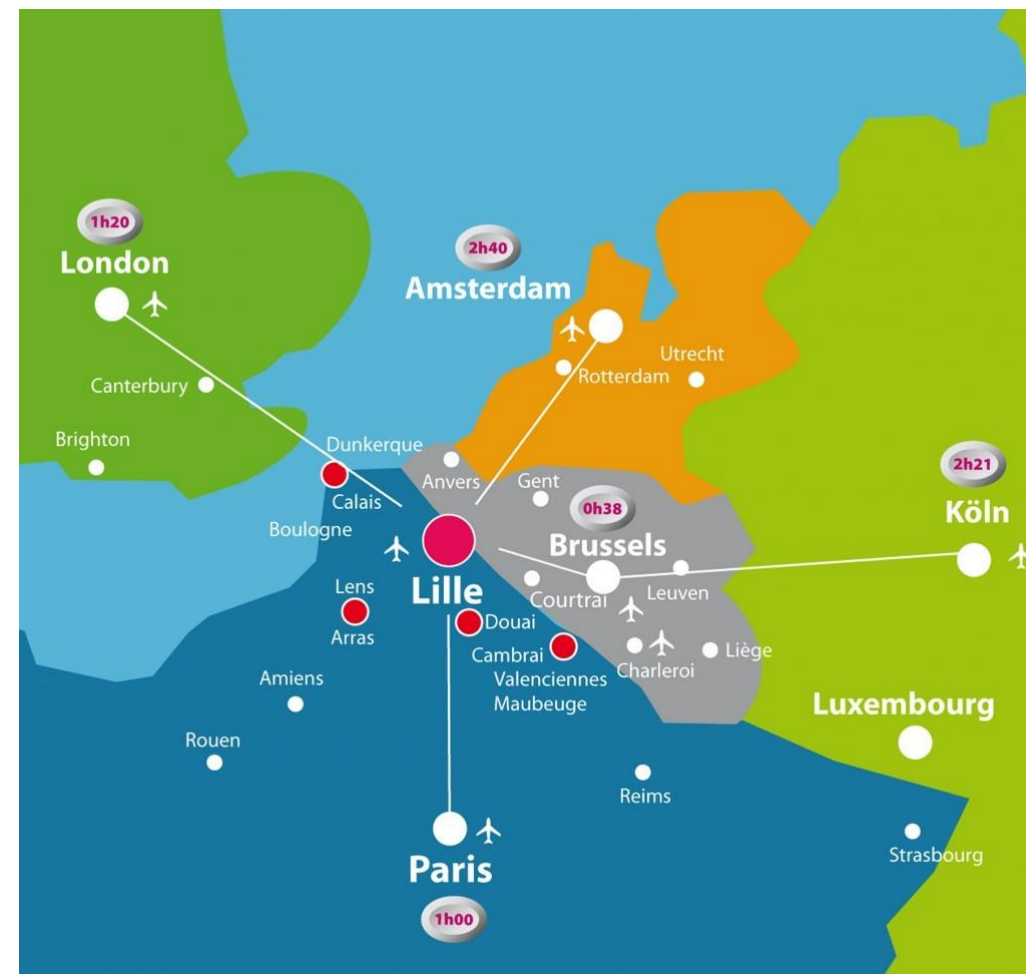 1h20
London
2h40
Amsterdam
Utrecht
Rotterdam
Canterbury
Brighton
Dunkerque
Calais
Boulogne
Anvers
Gent
0h38
Brussels
2h21
Köln
Lille
Courtrai
Leuven
Lens
Arras
Douai
Cambrai
Valenciennes
Maubeuge
Charleroi
Liège
Amiens
Luxembourg
Rouen
Reims
Strasbourg
Paris
1h00